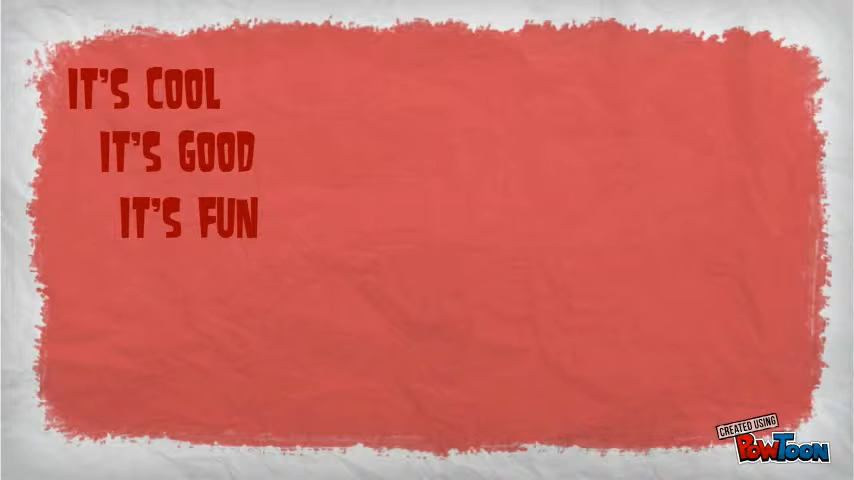 IT'S COOL
IT'S GOOD
IT'S FUN
CREATED USING
POWTOON